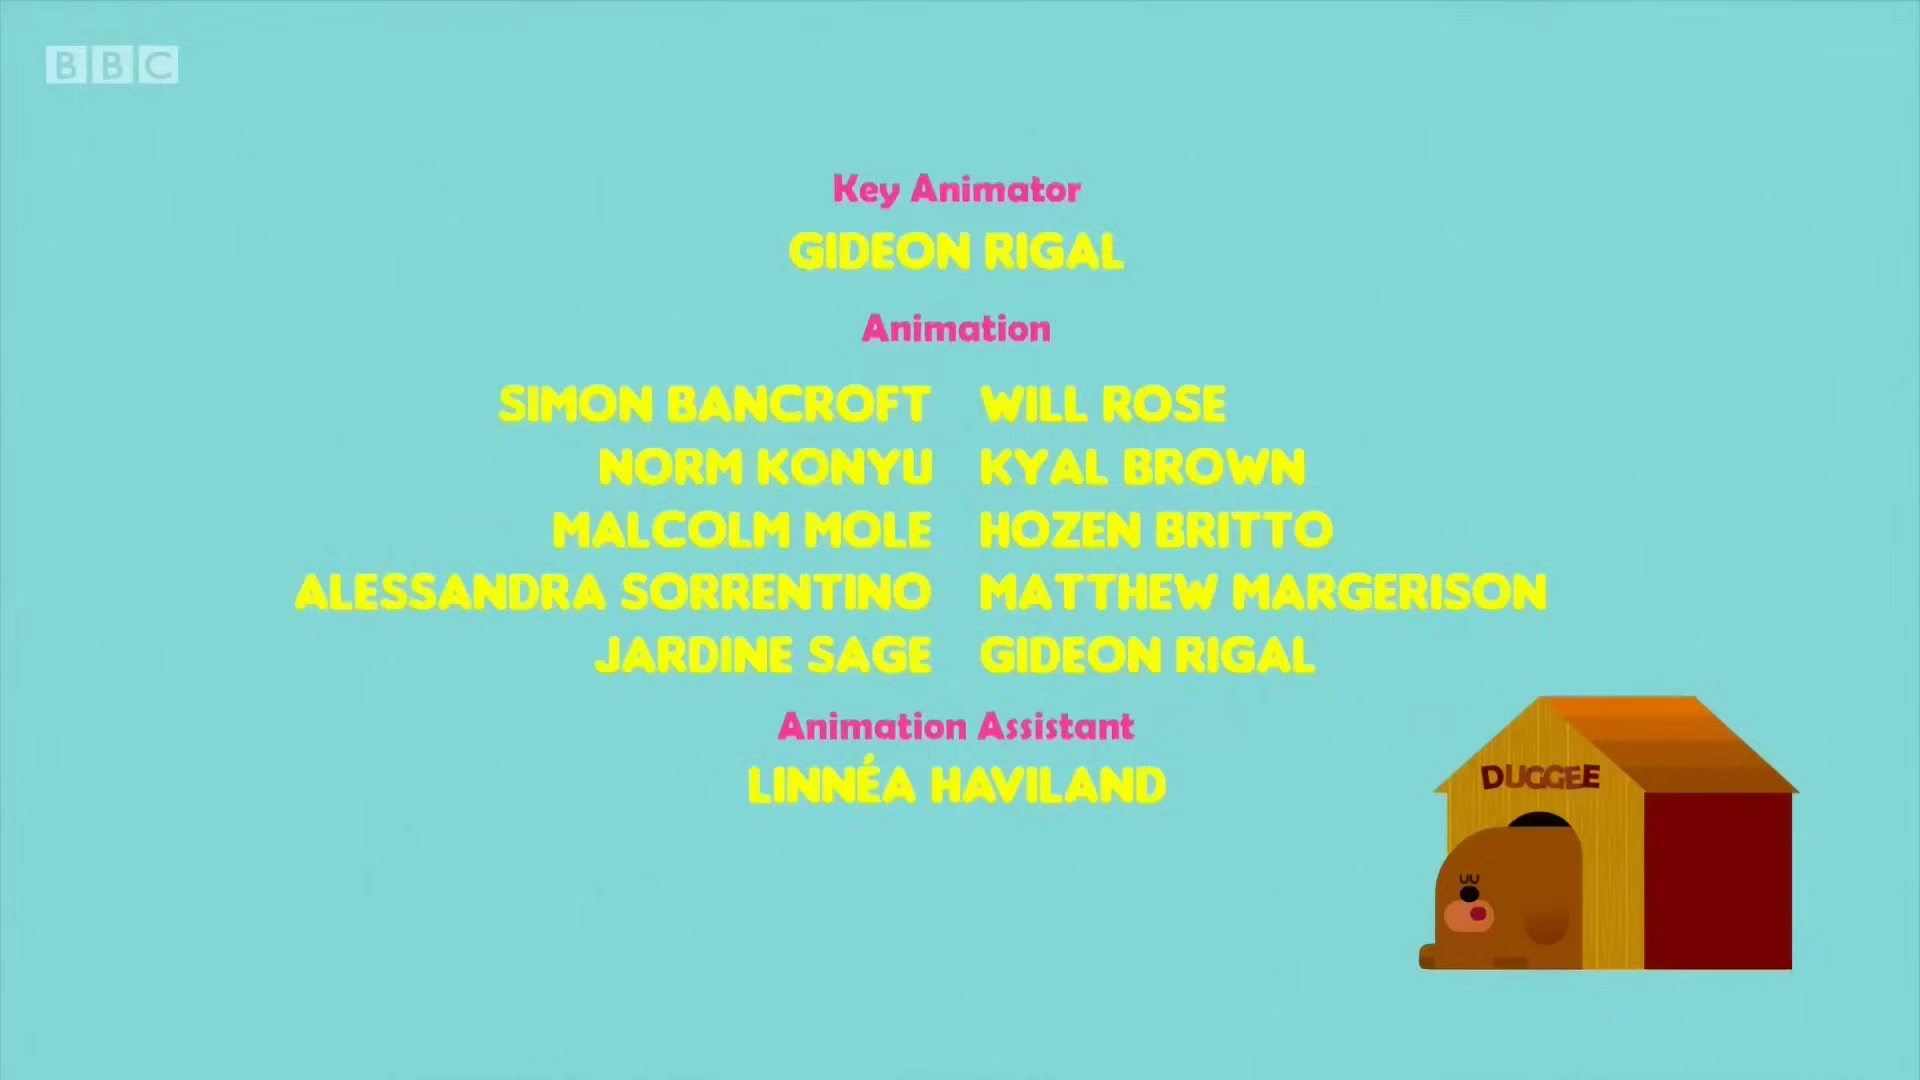 BBC
Key Animator
GIDEON RIGAL
Animation
SIMON BANCROFT WILL ROSE
NORM KONYU KYAL BROWN
MALCOLM MOLE HOZEN BRITTO
ALESSANDRA SORRENTINO MATTHEW MARGERISON
JARDINE SAGE GIDEON RIGAL
Animation Assistant
LINNÉA HAVILAND
DUGGEE